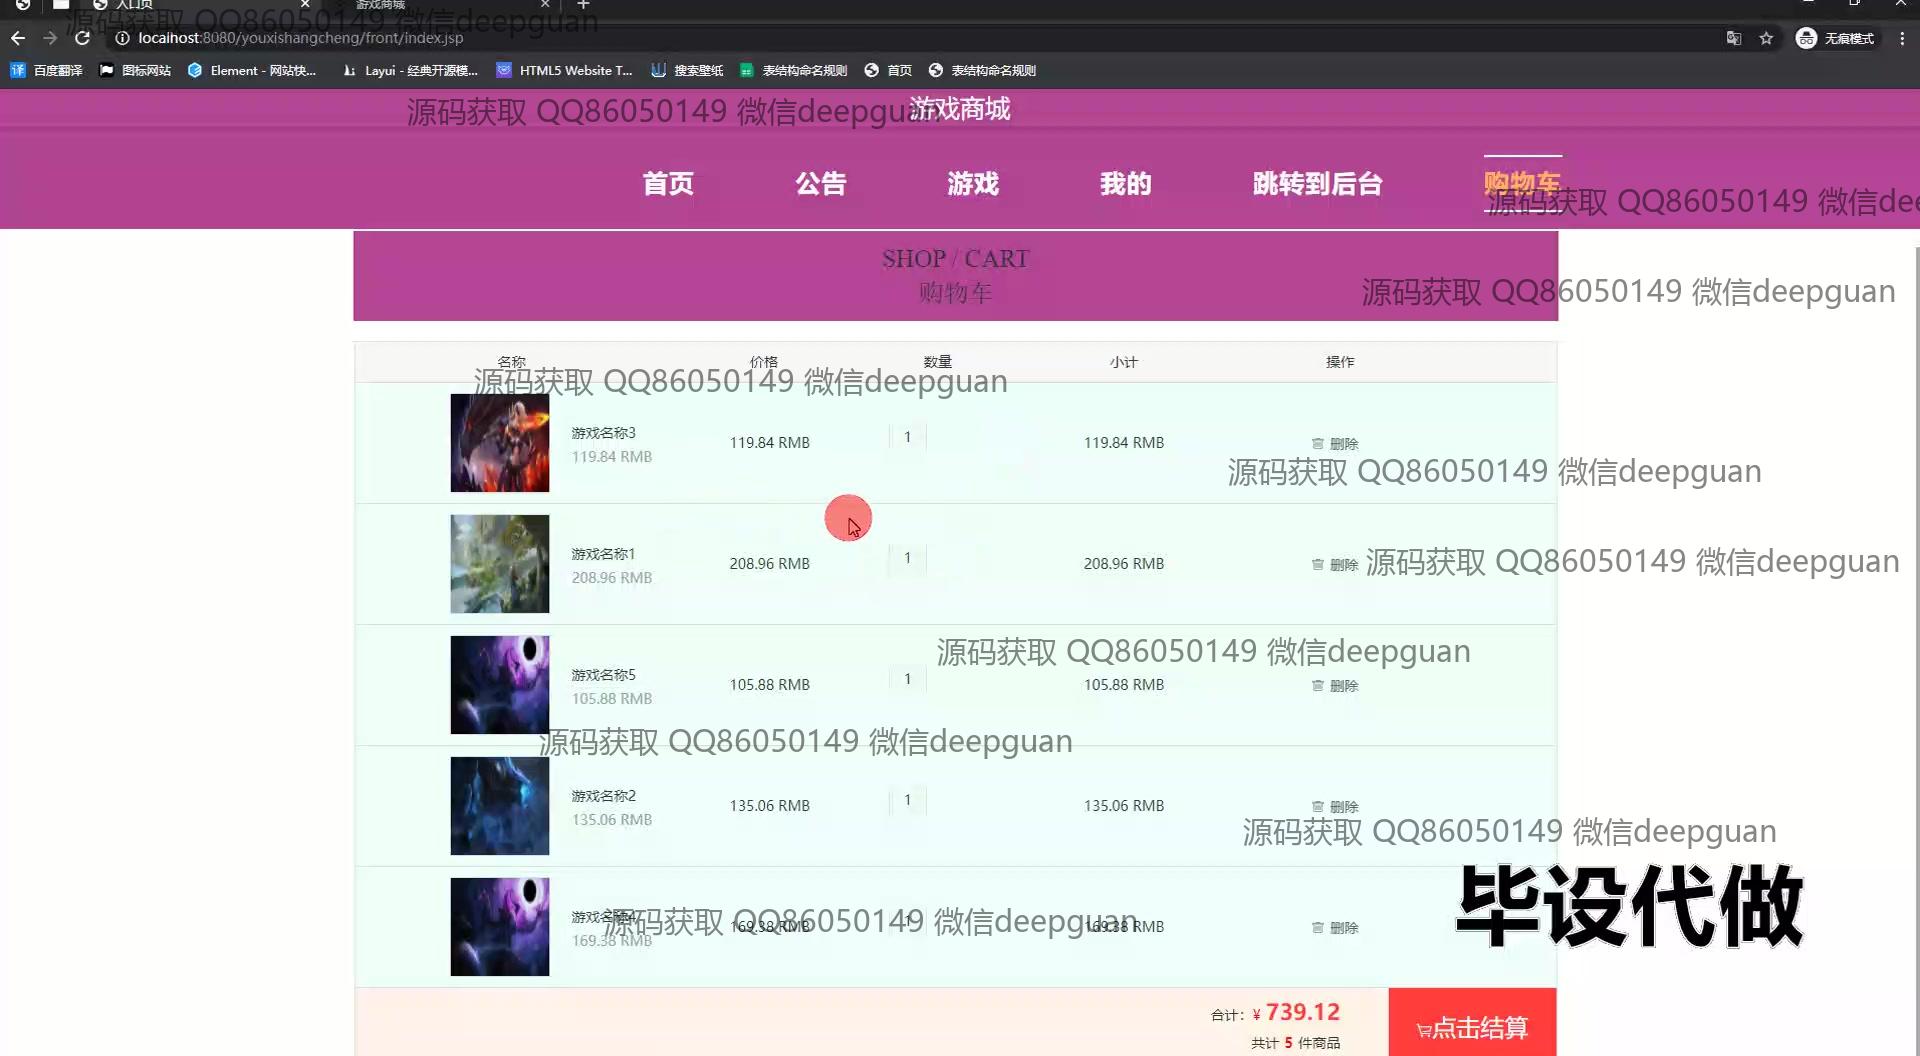 入口页
游戏商城
源码获取 QQ86050149 微信deepguan
localhost:8080/youxishangcheng/front/index.jsp
无痕模式
百度翻译
图标网站
Element - 网站快...
Layui - 经典开源模...
HTML5 Website T...
搜索壁纸
表结构命名规则
首页
表结构命名规则
源码获取 QQ86050149 微信deepguan
游戏商城
首页 公告 游戏 我的 跳转到后台 购物车
源码获取 QQ86050149 微信dee
SHOP / CART
购物车
源码获取 QQ86050149 微信deepguan
名称 价格 数量 小计 操作
源码获取 QQ86050149 微信deepguan
游戏名称3
119.84 RMB
119.84 RMB 1 119.84 RMB 删除
源码获取 QQ86050149 微信deepguan
游戏名称1
208.96 RMB
208.96 RMB 1 208.96 RMB 删除
源码获取 QQ86050149 微信deepguan
源码获取 QQ86050149 微信deepguan
游戏名称5
105.88 RMB
105.88 RMB 1 105.88 RMB 删除
源码获取 QQ86050149 微信deepguan
游戏名称2
135.06 RMB
135.06 RMB 1 135.06 RMB 删除
源码获取 QQ86050149 微信deepguan
毕设代做
游戏名称4
169.38 RMB
169.38 RMB 1 169.38 RMB 删除
源码获取 QQ86050149 微信deepguan
合计: ¥ 739.12
共计 5 件商品
点击结算